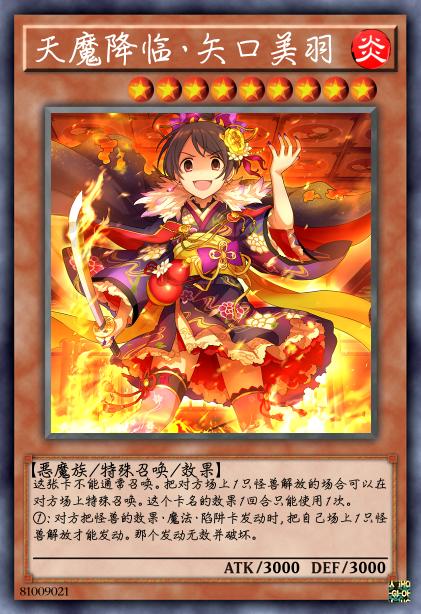 天魔降临·矢口美羽
炎
【恶魔族/特殊召唤/效果】
这张卡不能通常召唤。把对方场上1只怪兽解放的场合可以在
对方场上特殊召唤。这个卡名的效果1回合只能使用1次。
①:对方把怪兽的效果·魔法·陷阱卡发动时,把自己场上1只怪
兽解放才能发动。那个发动无效并破坏。
ATK/3000 DEF/3000
81009021